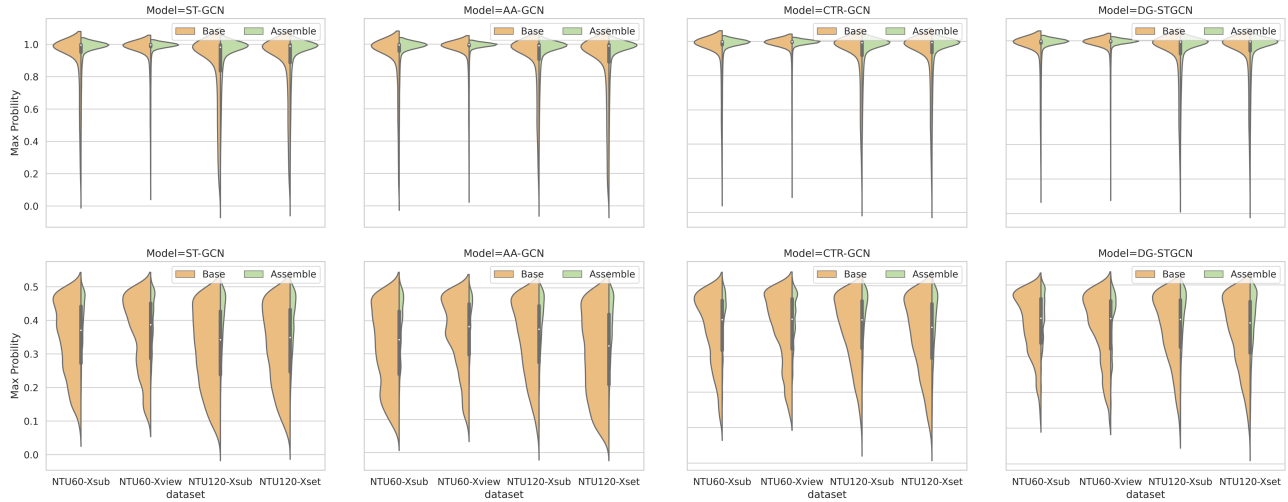 Model=ST-GCN
Model=AA-GCN
Model=CTR-GCN
Model=DG-STGCN
Base Assemble
Base Assemble
Base Assemble
Base Assemble
Max Probility
1.0
0.8
0.6
0.4
0.2
0.0
Model=ST-GCN
Model=AA-GCN
Model=CTR-GCN
Model=DG-STGCN
Base Assemble
Base Assemble
Base Assemble
Base Assemble
Max Probility
0.5
0.4
0.3
0.2
0.1
0.0
NTU60-Xsub NTU60-Xview NTU120-Xsub NTU120-Xset
NTU60-Xsub NTU60-Xview NTU120-Xsub NTU120-Xset
NTU60-Xsub NTU60-Xview NTU120-Xsub NTU120-Xset
NTU60-Xsub NTU60-Xview NTU120-Xsub NTU120-Xset
dataset
dataset
dataset
dataset